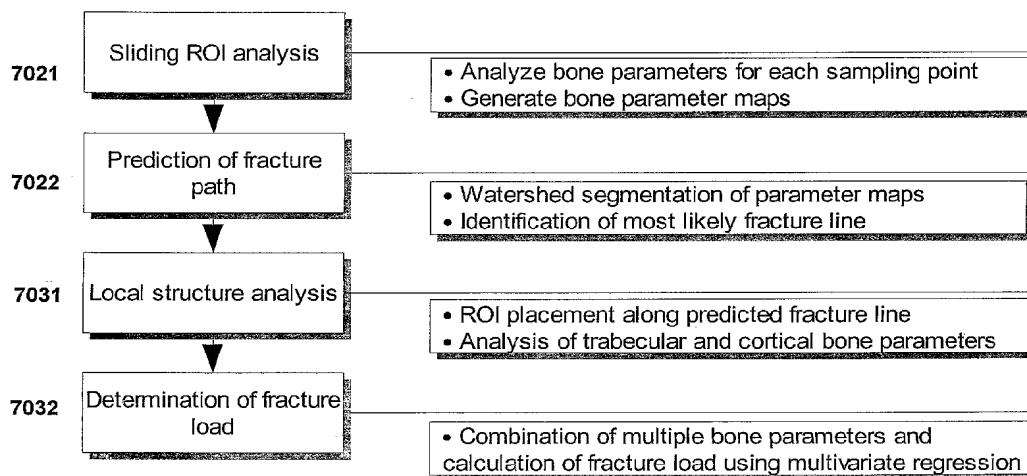 Sliding ROI analysis
7021
• Analyze bone parameters for each sampling point
• Generate bone parameter maps
Prediction of fracture
path
7022
• Watershed segmentation of parameter maps
• Identification of most likely fracture line
7031
Local structure analysis
• ROI placement along predicted fracture line
• Analysis of trabecular and cortical bone parameters
7032
Determination of fracture
load
• Combination of multiple bone parameters and
calculation of fracture load using multivariate regression